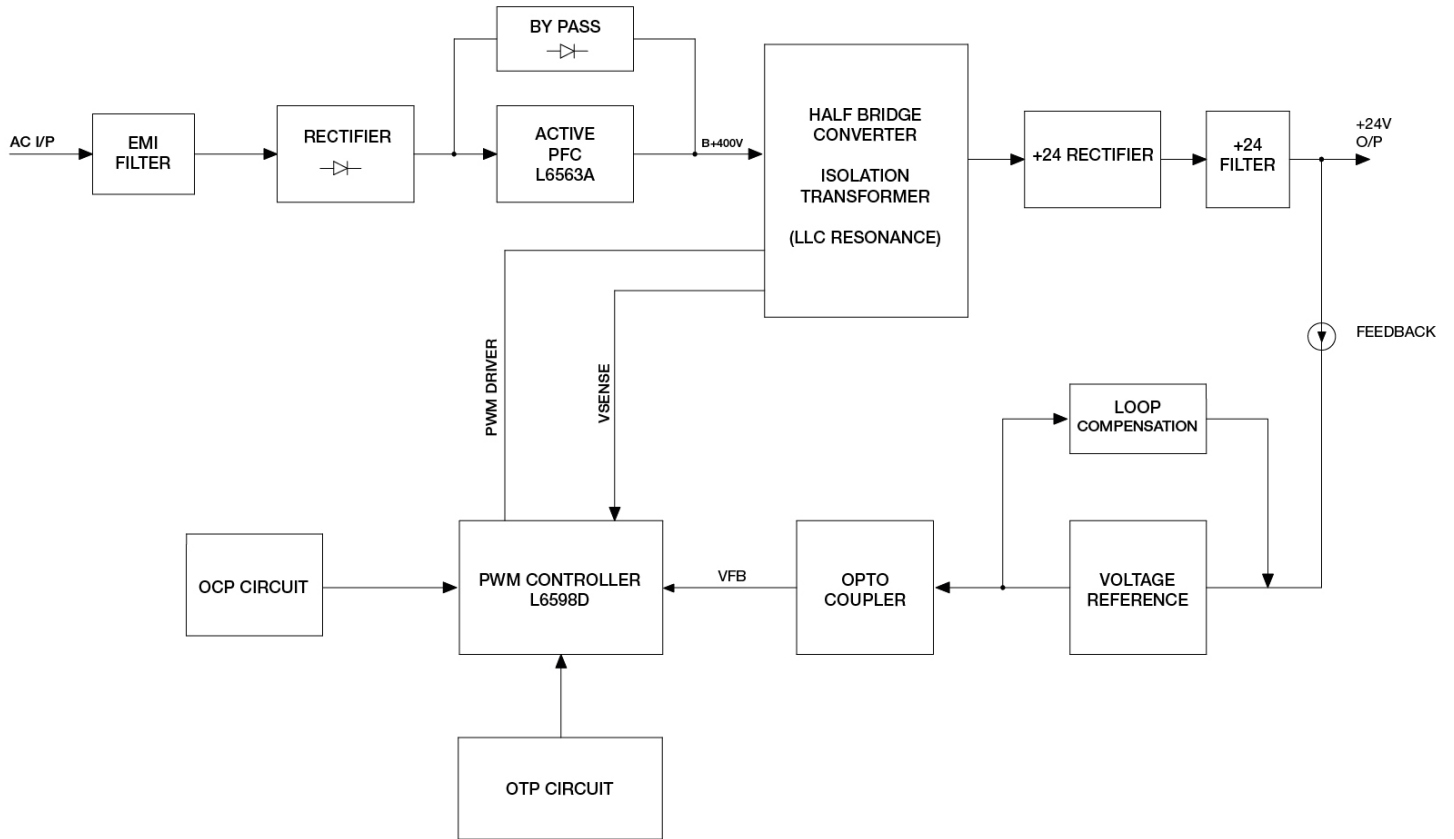 BY PASS
AC I/P
EMI
FILTER
RECTIFIER
ACTIVE
PFC
L6563A
B+400V
HALF BRIDGE
CONVERTER
ISOLATION
TRANSFORMER
(LLC RESONANCE)
+24 RECTIFIER
+24
FILTER
+24V
O/P
FEEDBACK
PWM DRIVER
VSENSE
LOOP
COMPENSATION
OCP CIRCUIT
PWM CONTROLLER
L6598D
VFB
OPTO
COUPLER
VOLTAGE
REFERENCE
OTP CIRCUIT